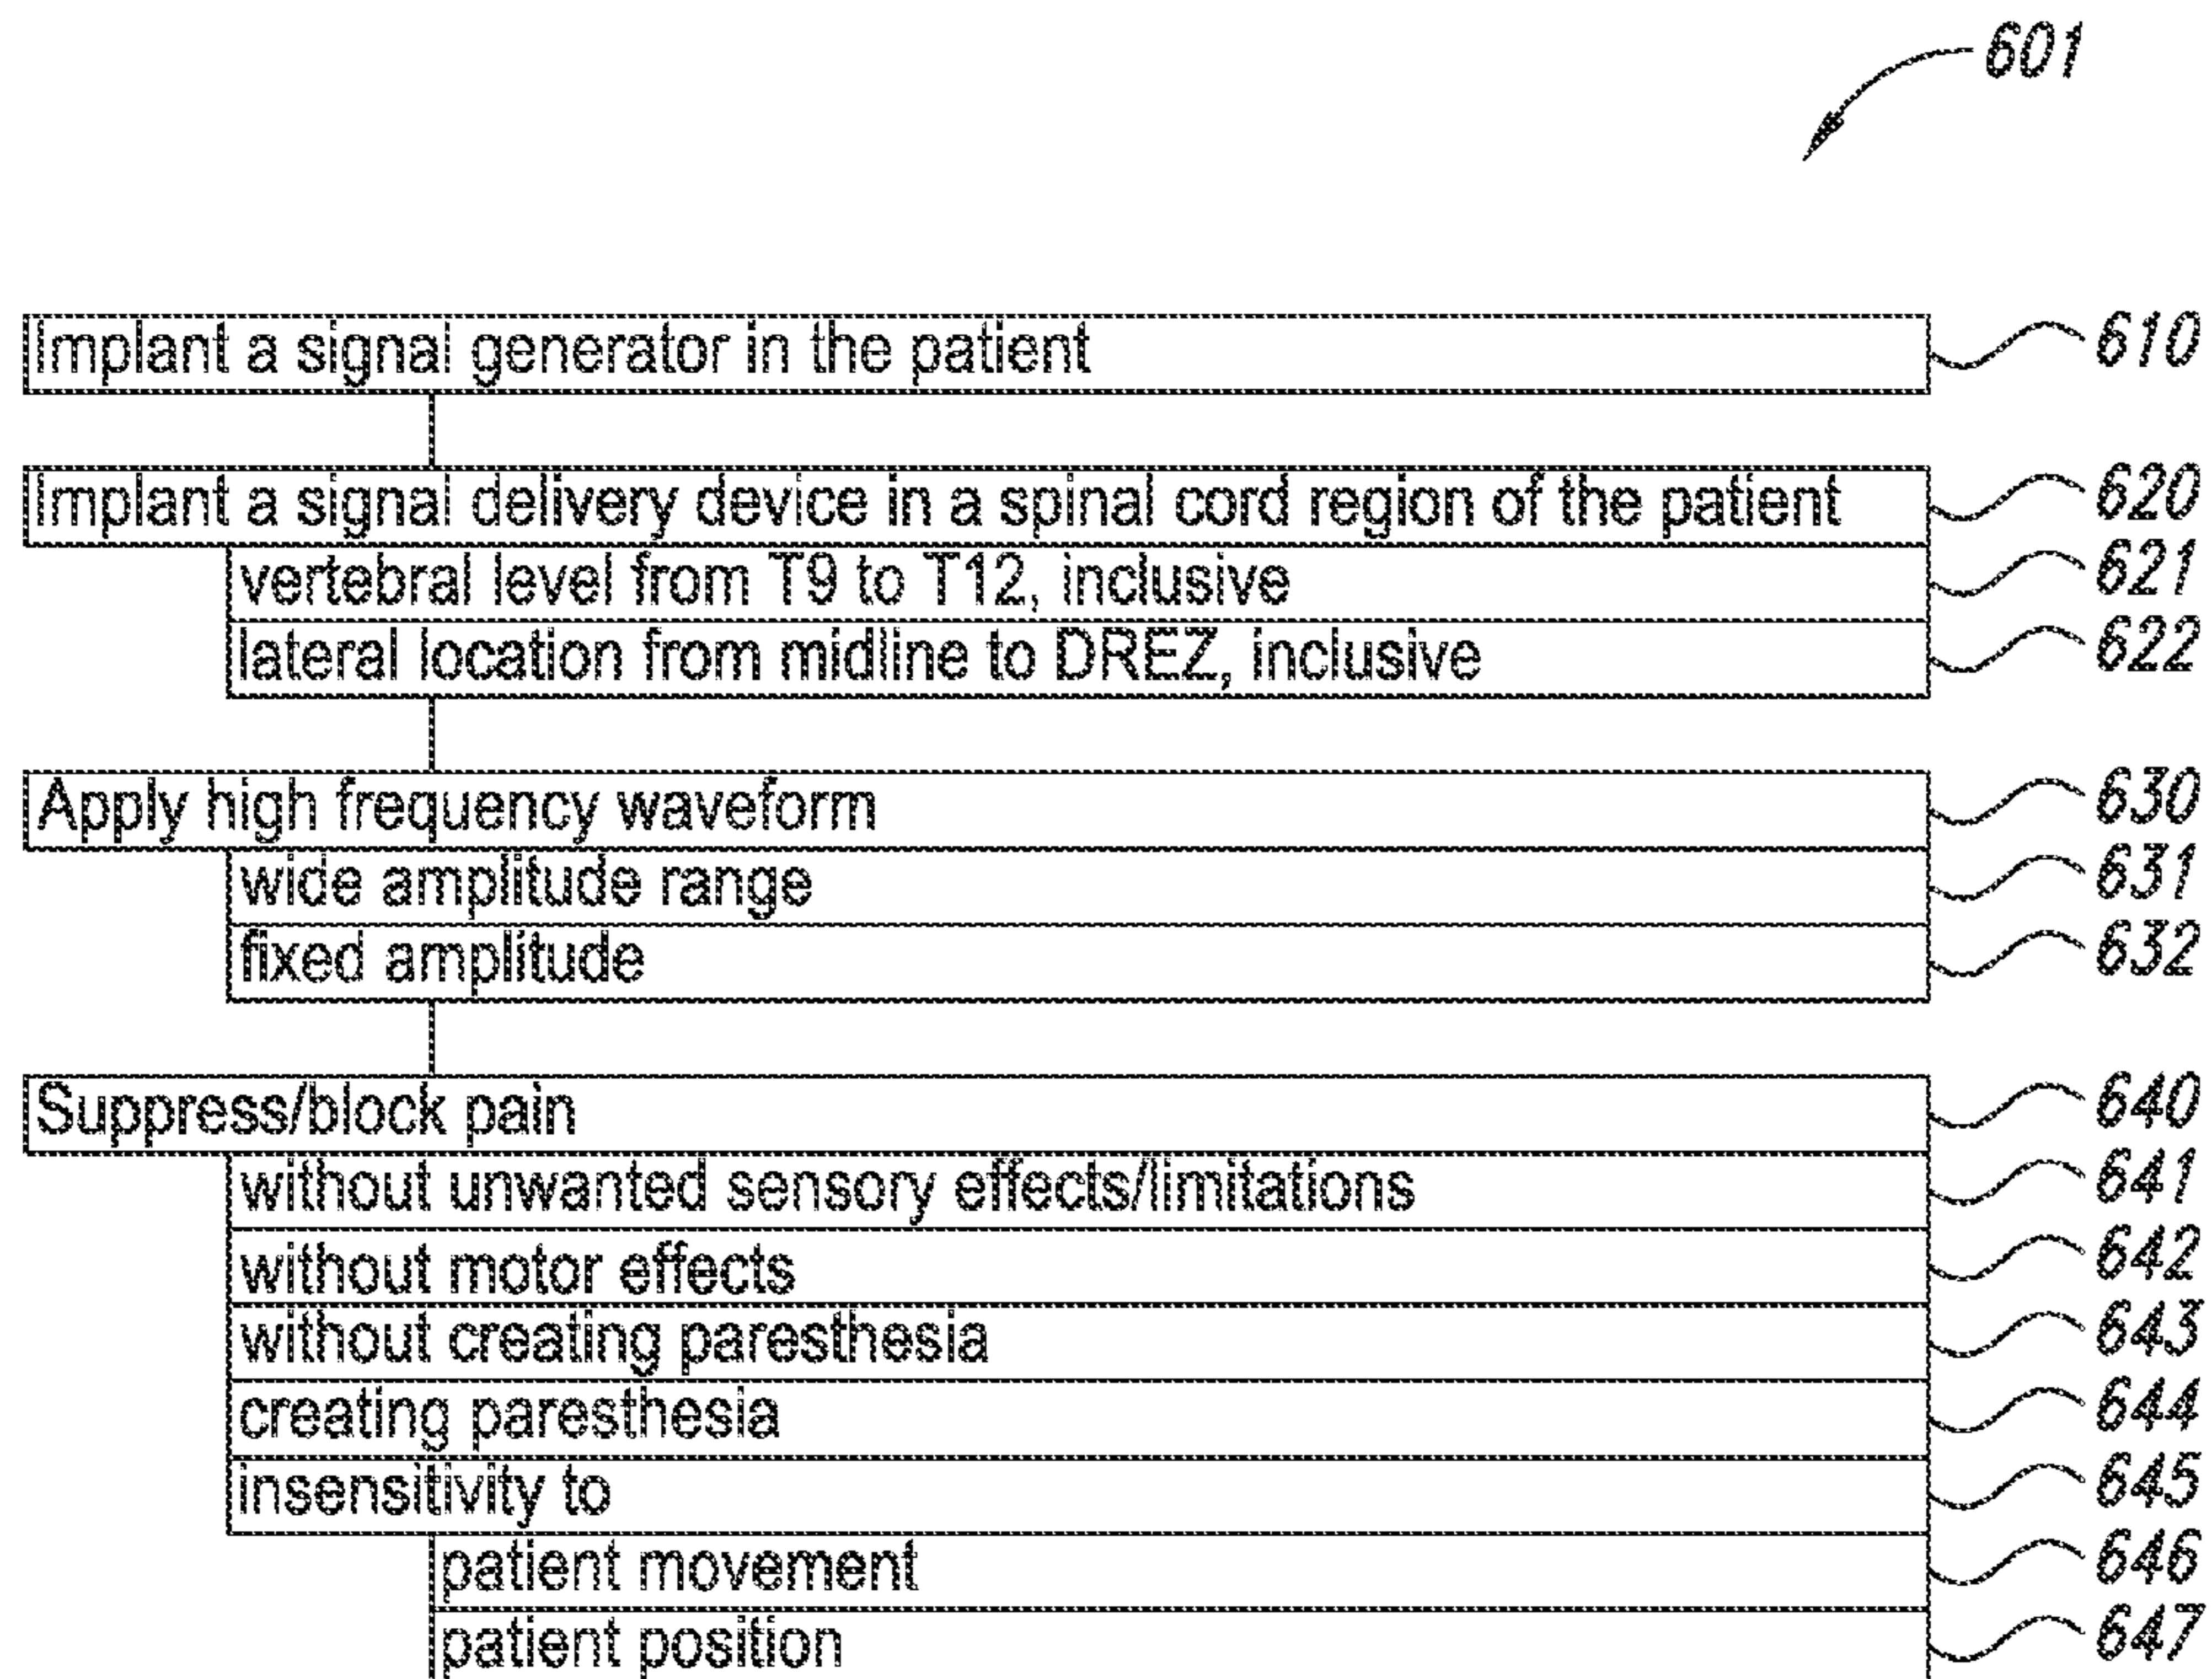 601
Implant a signal generator in the patient 610
Implant a signal delivery device in a spinal cord region of the patient 620
vertebral level from T9 to T12, inclusive 621
lateral location from midline to DREZ, inclusive 622
Apply high frequency waveform 630
wide amplitude range 631
fixed amplitude 632
Suppress/block pain 640
without unwanted sensory effects/limitations 641
without motor effects 642
without creating paresthesia 643
creating paresthesia 644
insensitivity to 645
patient movement 646
patient position 647